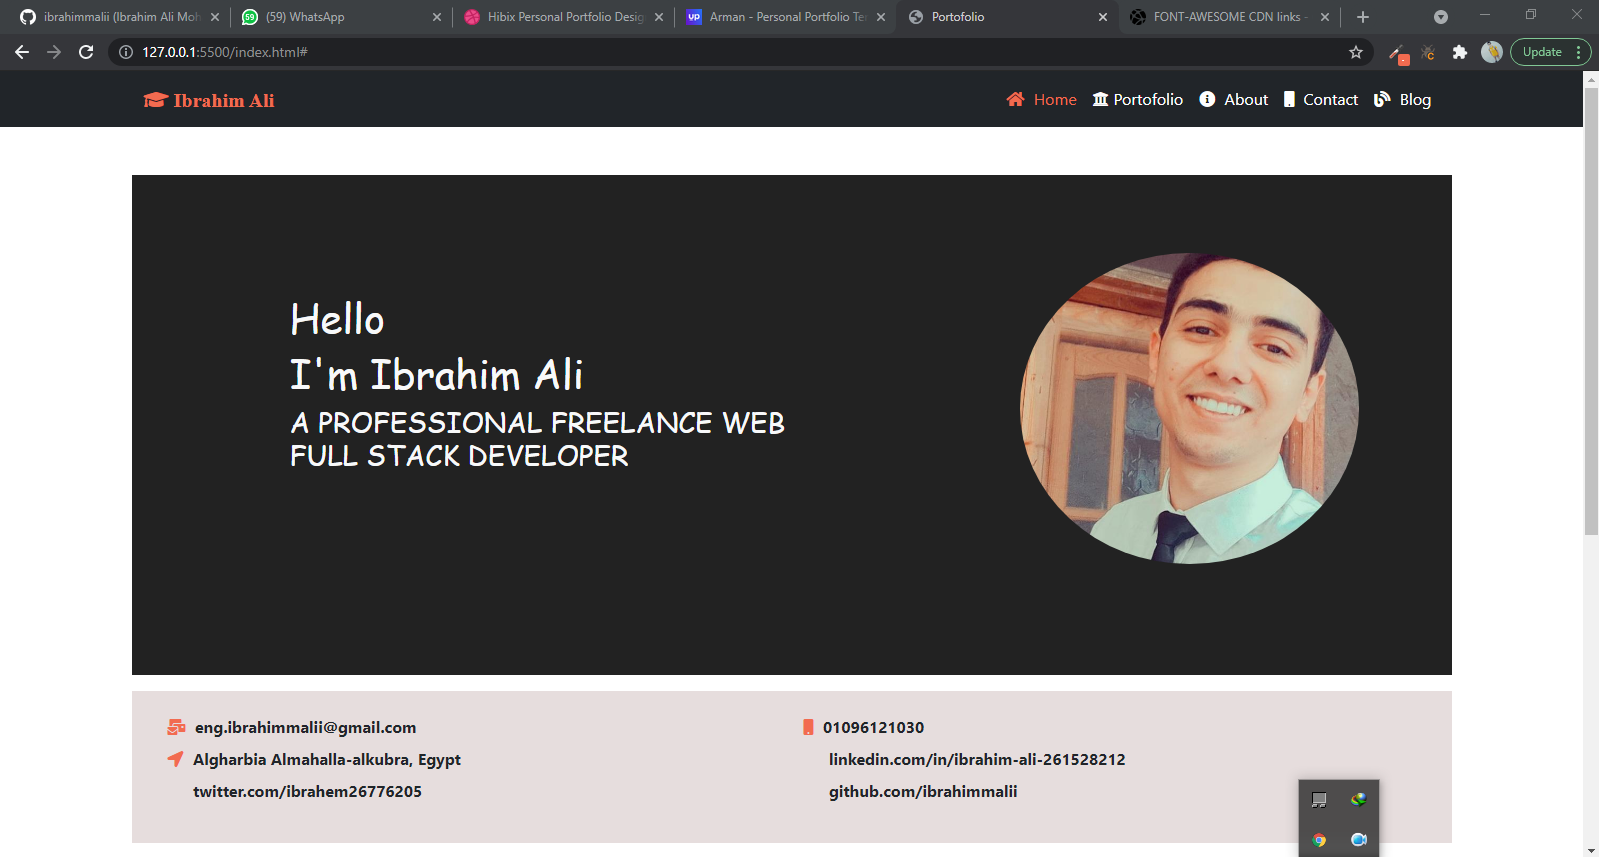 ibrahimmalii (Ibrahim Ali Moh
(59) WhatsApp
Hibix Personal Portfolio Desig
Arman - Personal Portfolio Te
Portofolio
FONT-AWESOME CDN links -
127.0.0.1:5500/index.html#
Update
Ibrahim Ali
Home
Portofolio
About
Contact
Blog
Hello
I'm Ibrahim Ali
A PROFESSIONAL FREELANCE WEB
FULL STACK DEVELOPER
eng.ibrahimmalii@gmail.com
01096121030
Algharbia Almahalla-alkubra, Egypt
linkedin.com/in/ibrahim-ali-261528212
twitter.com/ibrahem26776205
github.com/ibrahimmalii